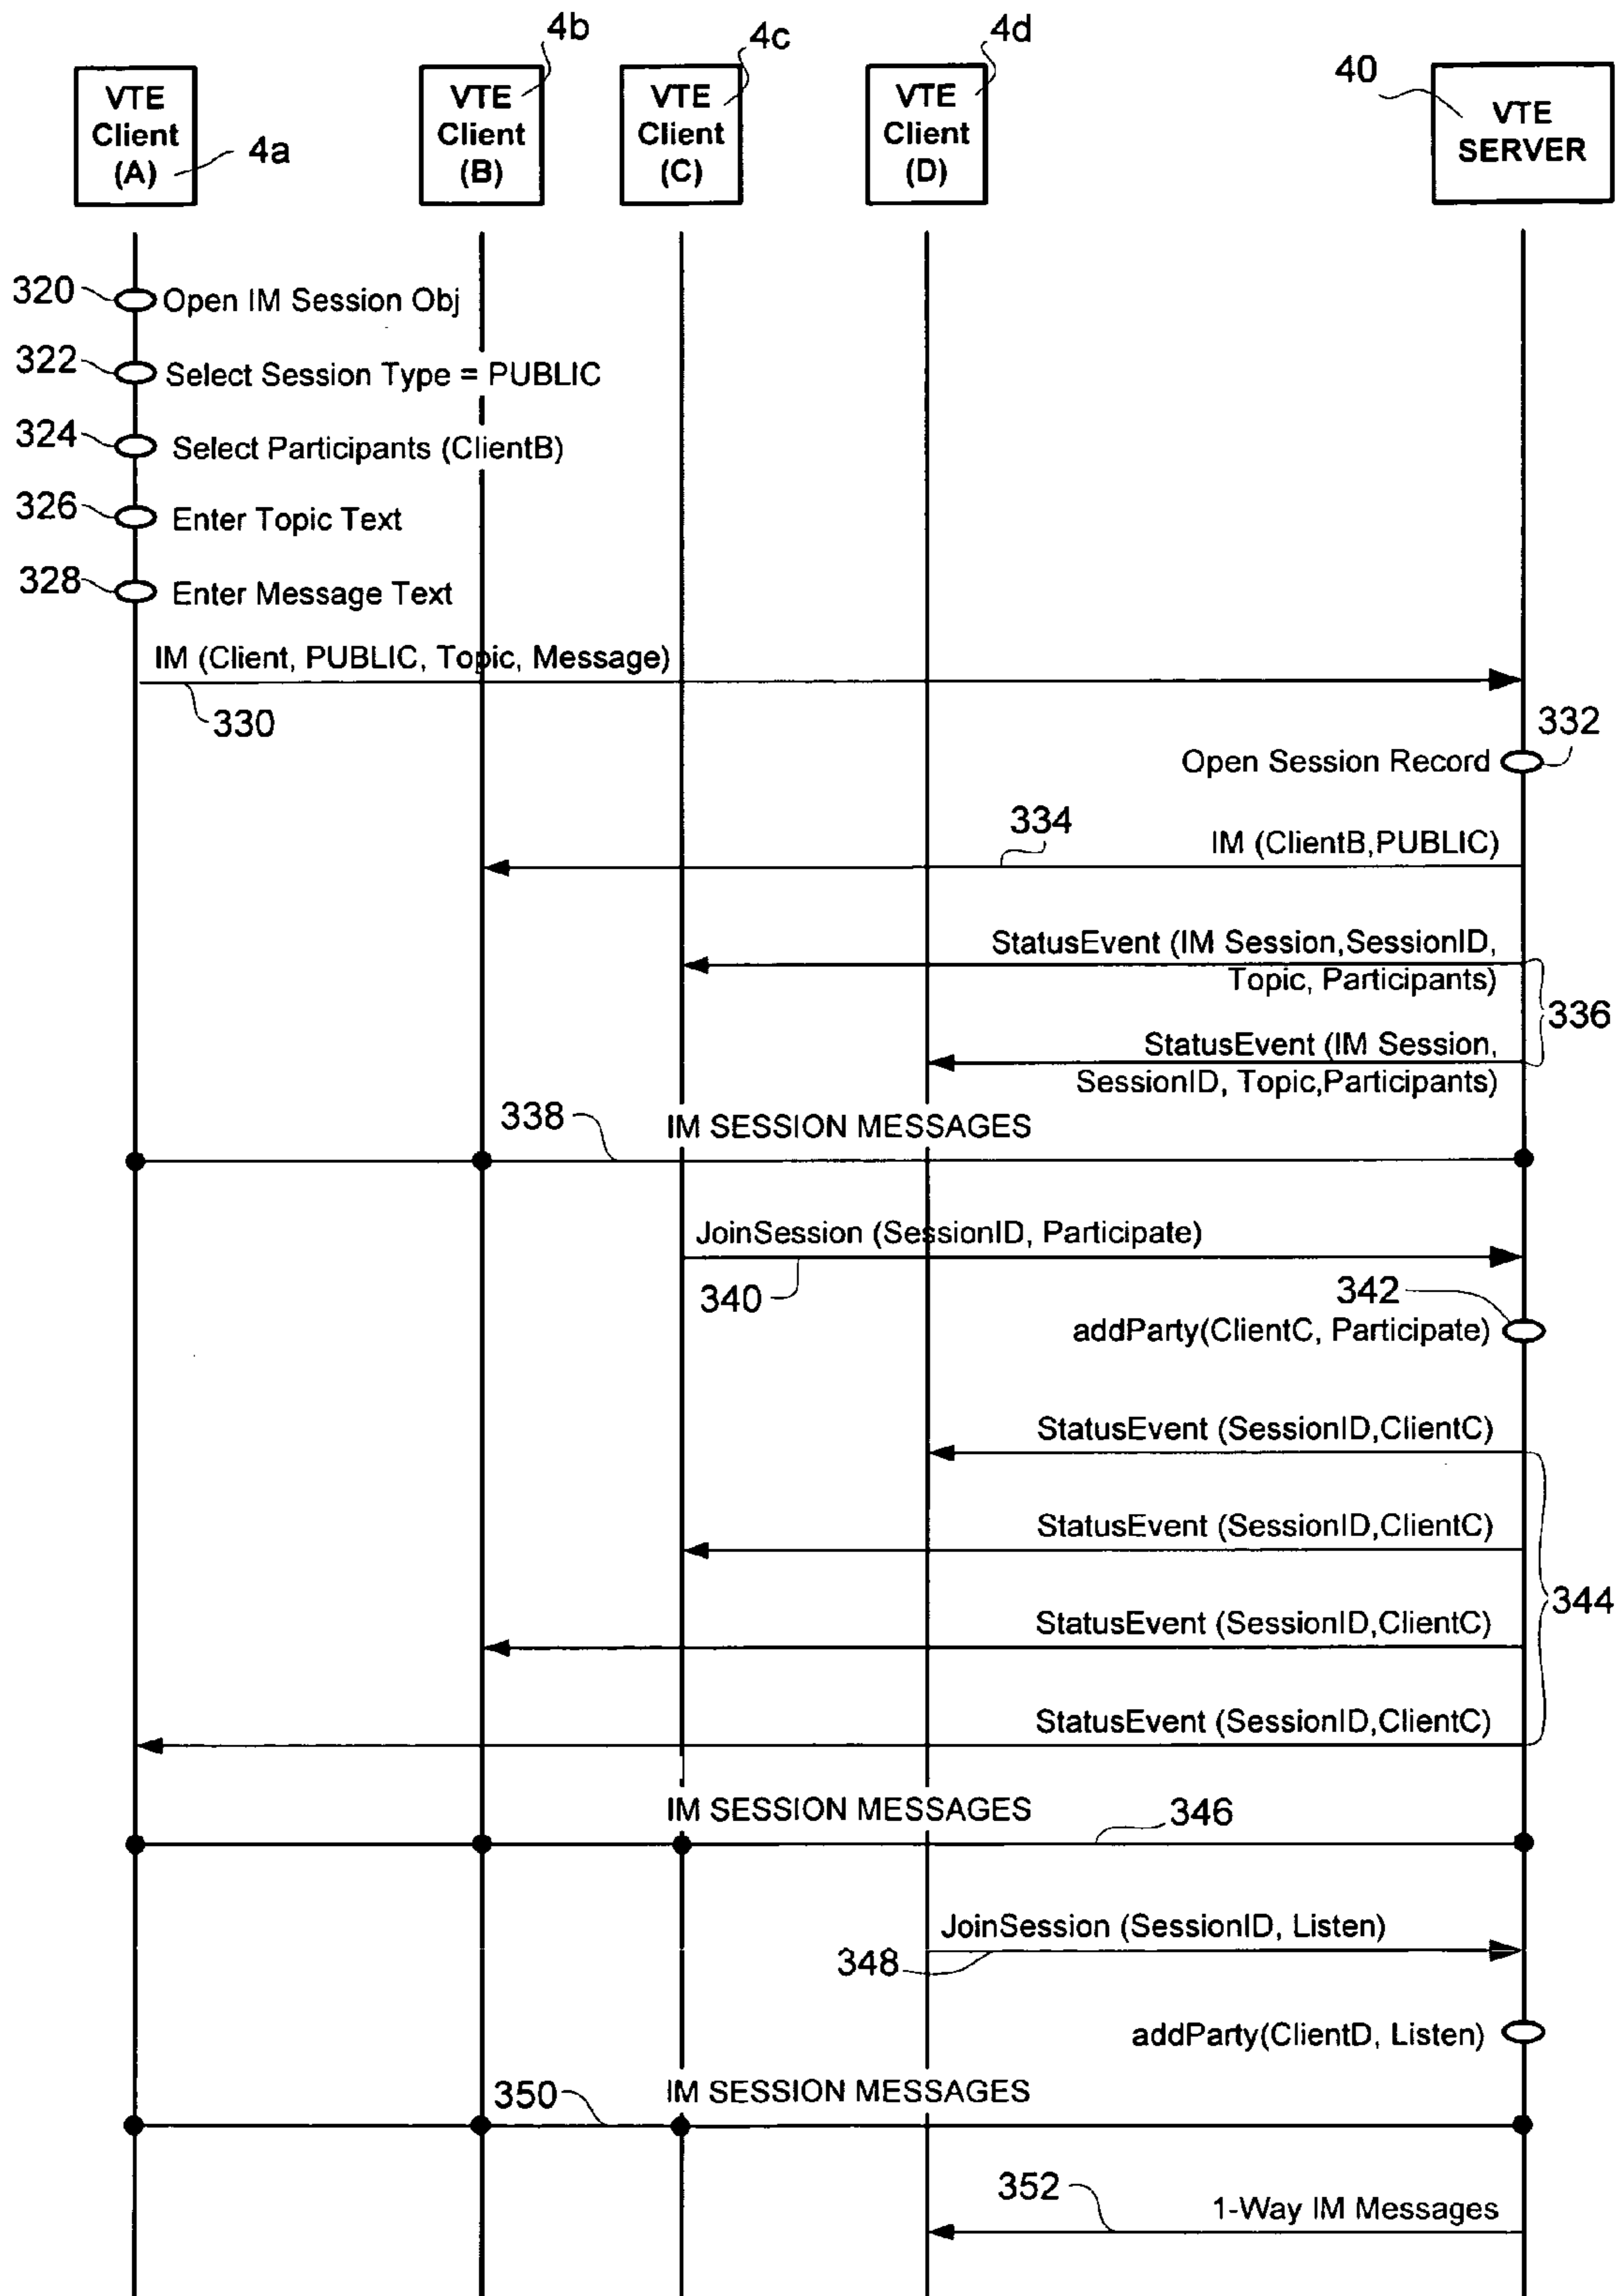 4b
4c
4d
40
VTE
Client
(A)
4a
VTE
Client
(B)
VTE
Client
(C)
VTE
Client
(D)
VTE
SERVER
320
Open IM Session Obj
322
Select Session Type = PUBLIC
324
Select Participants (ClientB)
326
Enter Topic Text
328
Enter Message Text
IM (Client, PUBLIC, Topic, Message)
330
332
Open Session Record
334
IM (ClientB,PUBLIC)
StatusEvent (IM Session,SessionID,
Topic, Participants)
336
StatusEvent (IM Session,
SessionID, Topic,Participants)
338
IM SESSION MESSAGES
JoinSession (SessionID, Participate)
340
342
addParty(ClientC, Participate)
StatusEvent (SessionID,ClientC)
StatusEvent (SessionID,ClientC)
344
StatusEvent (SessionID,ClientC)
StatusEvent (SessionID,ClientC)
IM SESSION MESSAGES
346
JoinSession (SessionID, Listen)
348
addParty(ClientD, Listen)
350
IM SESSION MESSAGES
352
1-Way IM Messages